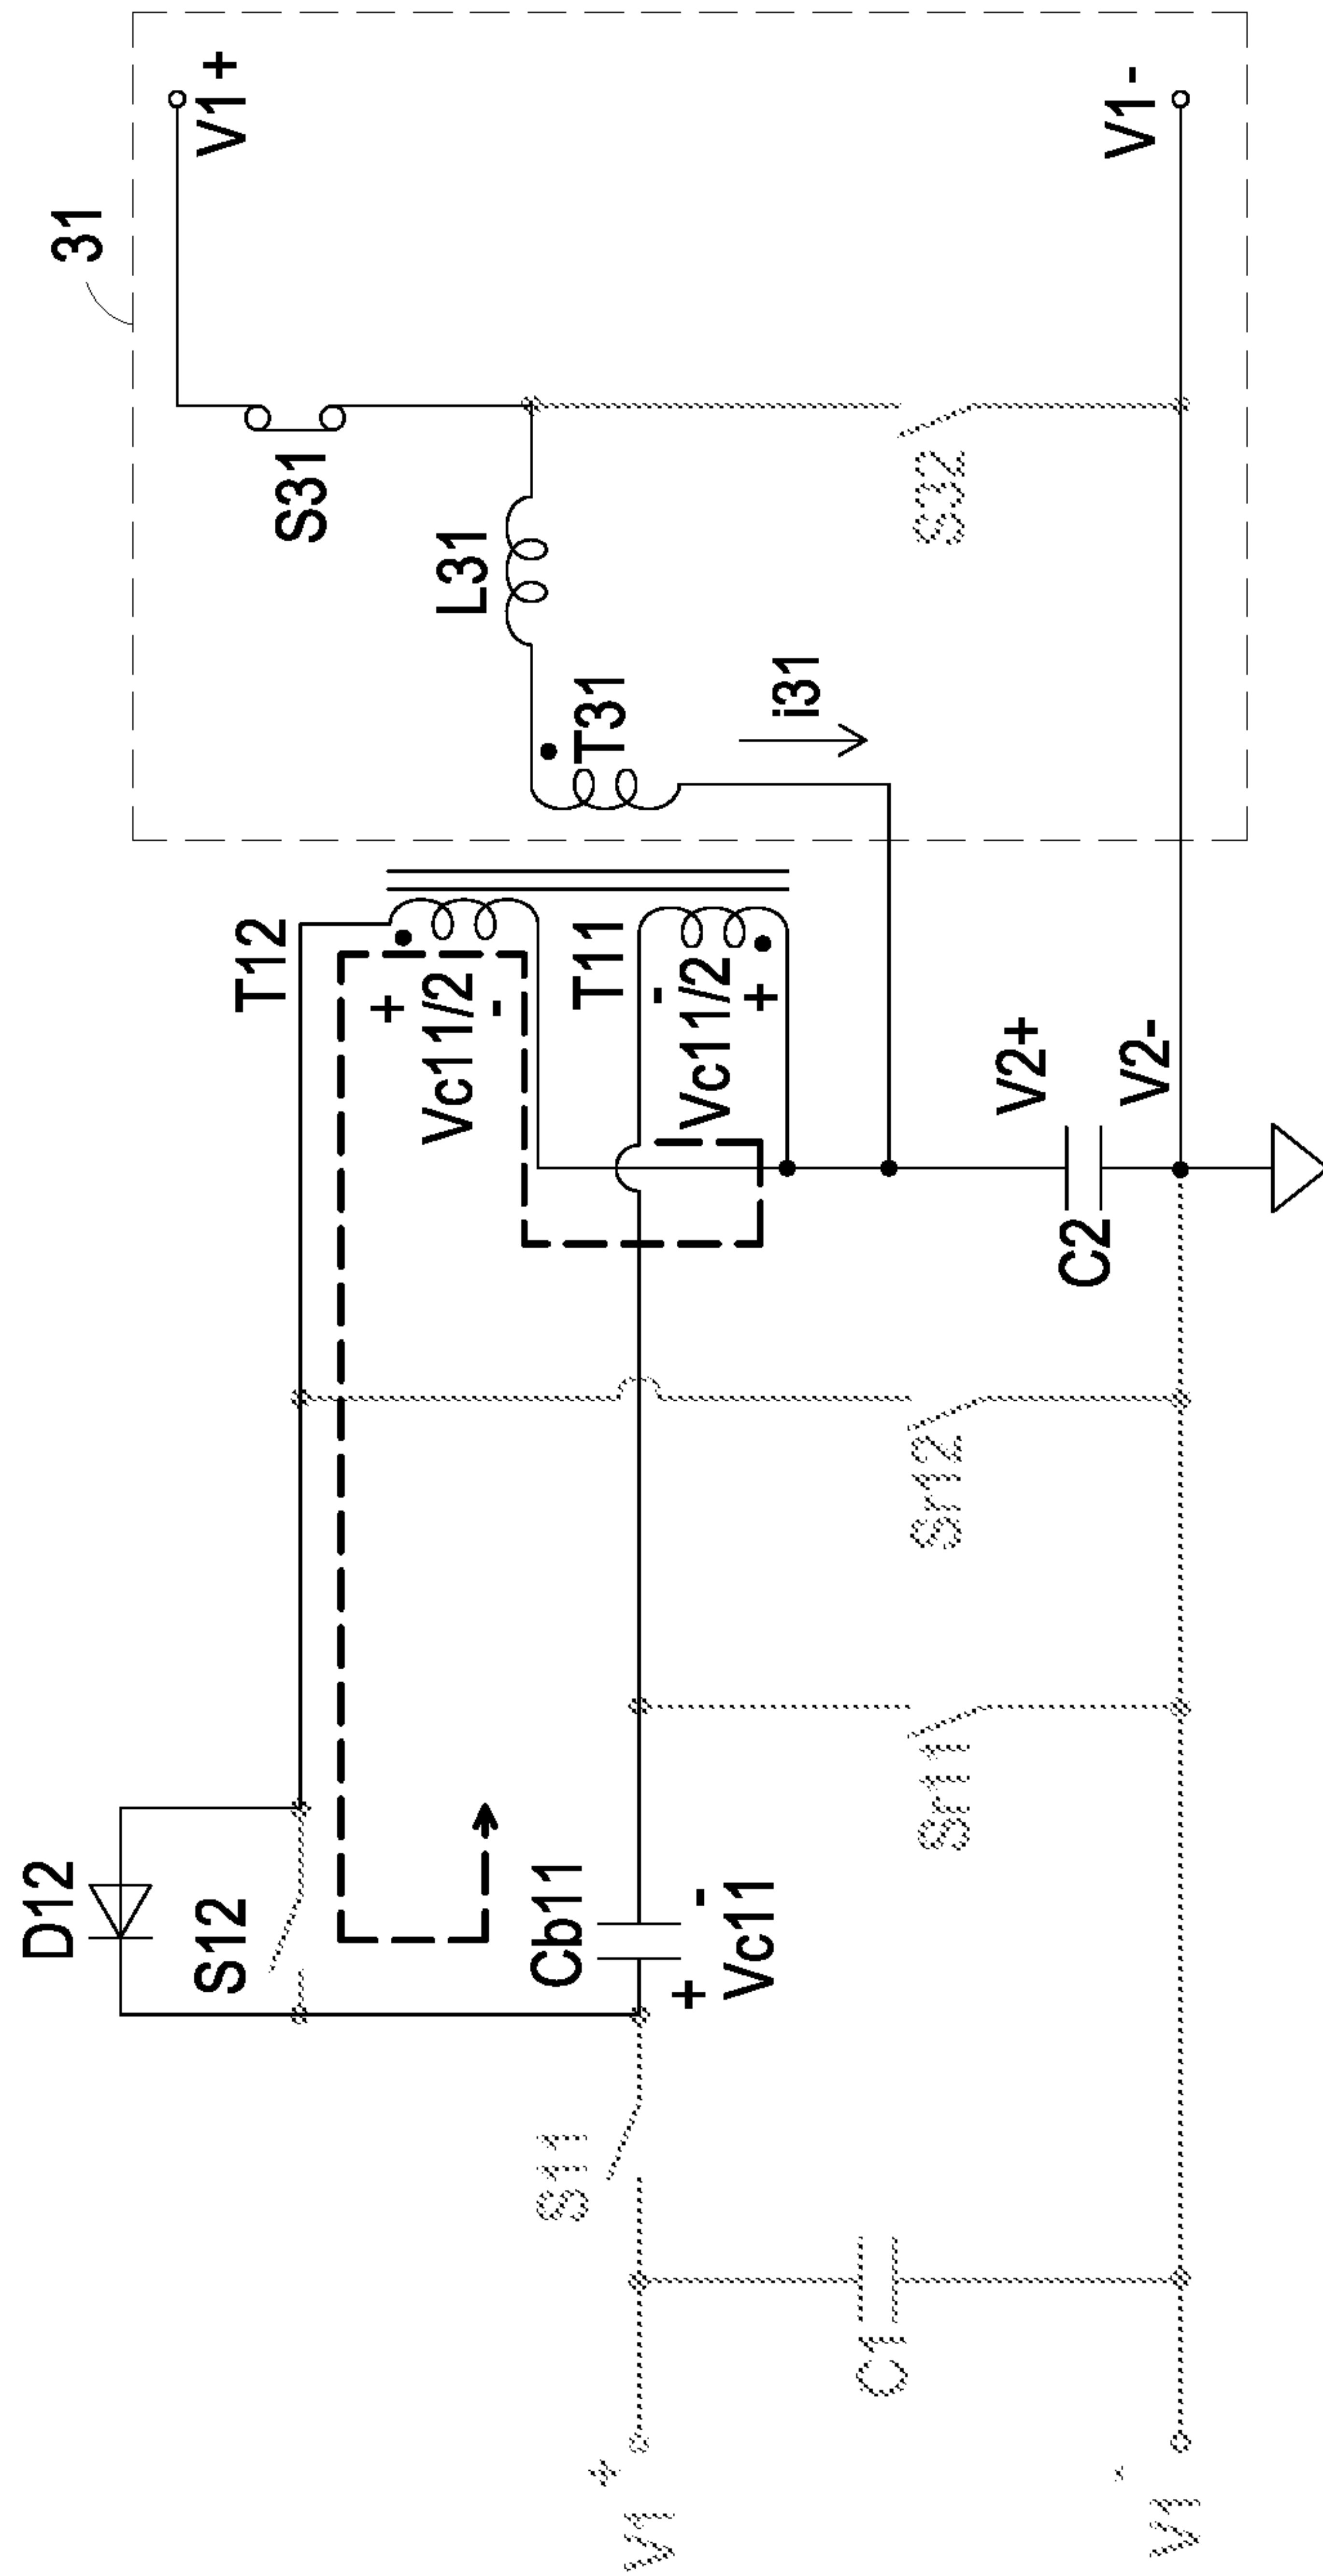 31
V1+
V1-
S31
L31
S32
T31
i31
T12
+
Vc11/2
-
T11
-
Vc11/2
+
V2+
V2-
C2
Sr12
Sr11
D12
S12
Cb11
+
-
Vc11
S11
C1
V1
+
V1
-